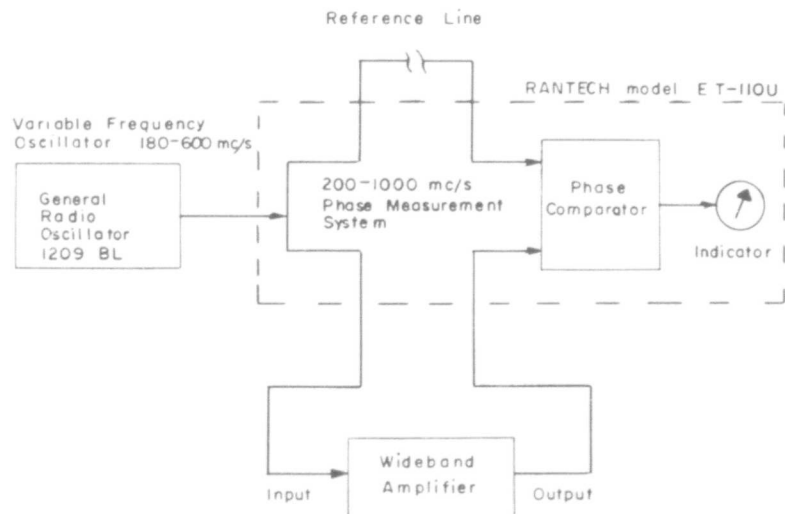 Reference Line
RANTECH model ET-110U
Variable Frequency
Oscillator 180-600 mc/s
General
Radio
Oscillator
1209 BL
200-1000 mc/s
Phase Measurement
System
Phase
Comparator
Indicator
Wideband
Amplifier
Input
Output